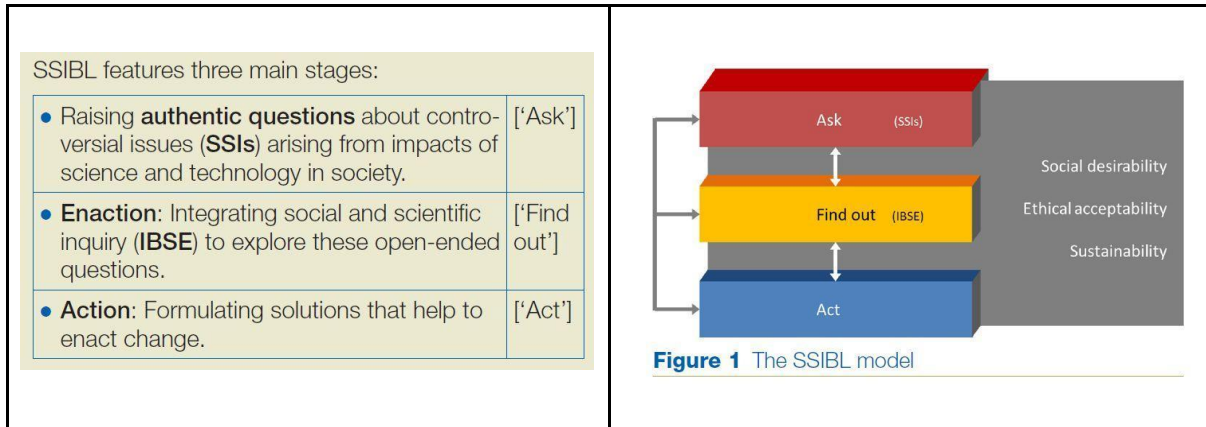 SSIBL features three main stages:
• Raising authentic questions about contro-
versial issues (SSIs) arising from impacts of
science and technology in society.
['Ask']
• Enaction: Integrating social and scientific
inquiry (IBSE) to explore these open-ended
questions.
['Find
out']
• Action: Formulating solutions that help to
enact change.
['Act']
Ask (SSIs)
Find out (IBSE)
Act
Social desirability
Ethical acceptability
Sustainability
Figure 1 The SSIBL model